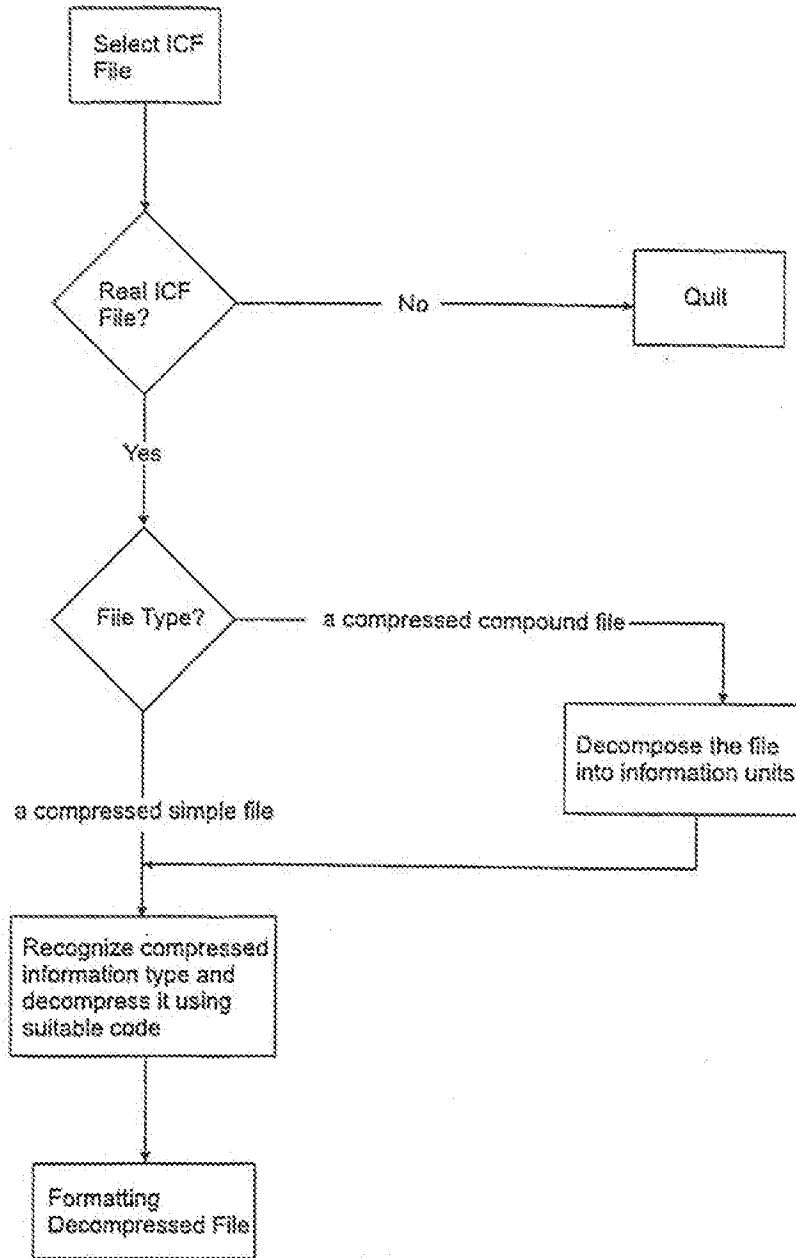 Select ICF
File
Real ICF
File?
No
Quit
Yes
File Type?
a compressed compound file
Decompose the file
into information units
a compressed simple file
Recognize compressed
information type and
decompress it using
suitable code
Formatting
Decompressed File